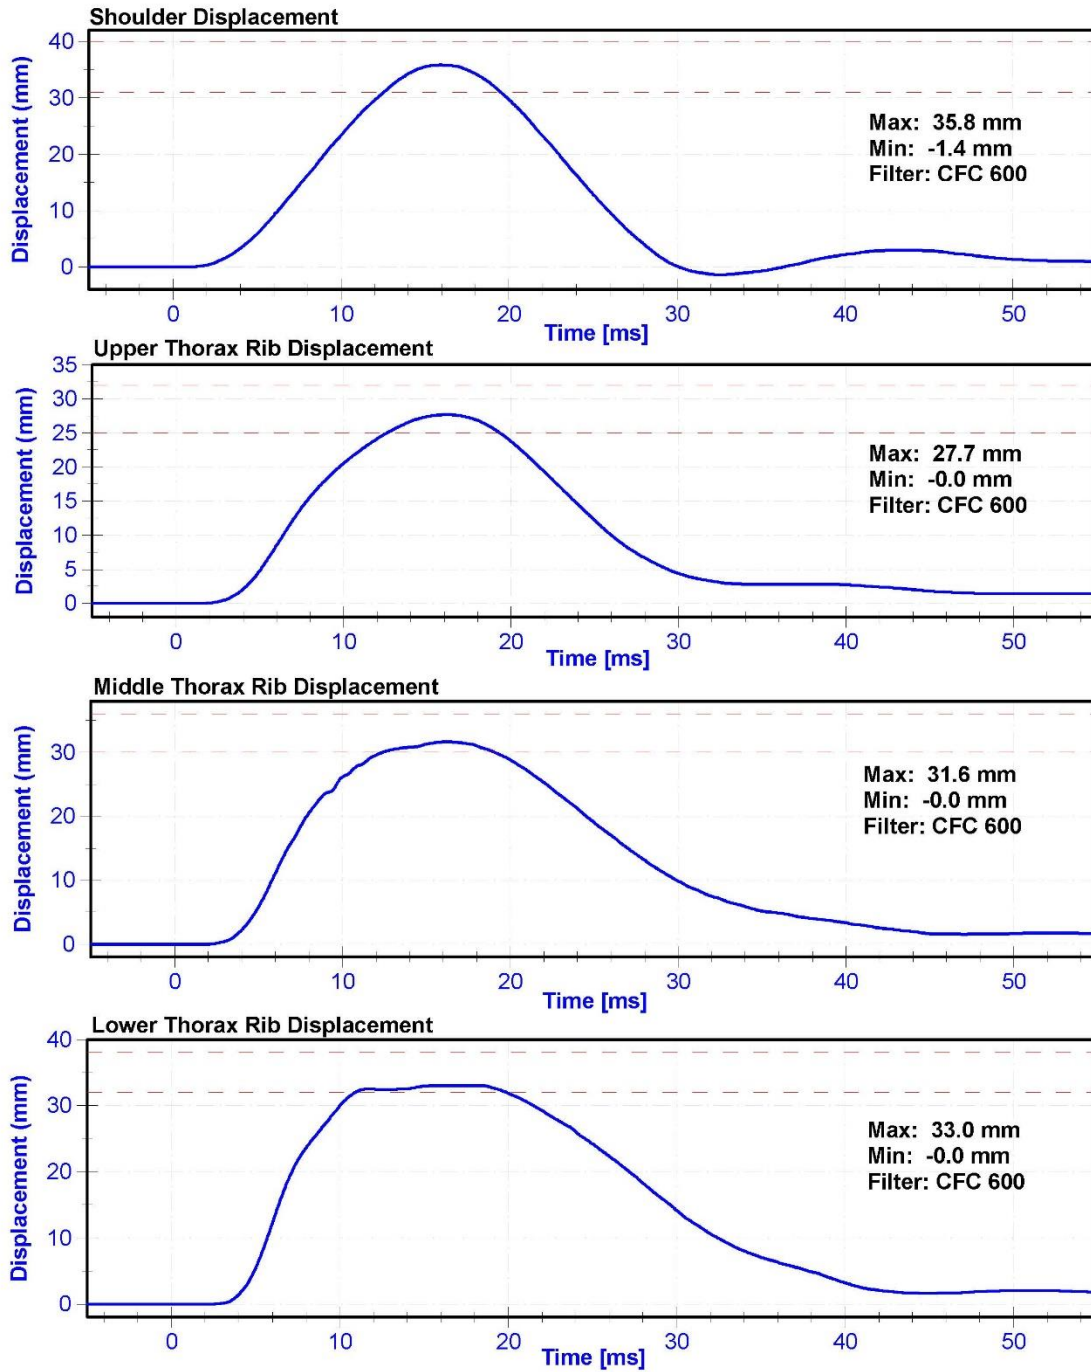 Shoulder Displacement
Displacement (mm)
40
30
20
10
0
Max: 35.8 mm
Min: -1.4 mm
Filter: CFC 600
0 10 20 30 40 50
Time [ms]
Upper Thorax Rib Displacement
Displacement (mm)
35
30
25
20
15
10
5
0
Max: 27.7 mm
Min: -0.0 mm
Filter: CFC 600
0 10 20 30 40 50
Time [ms]
Middle Thorax Rib Displacement
Displacement (mm)
30
20
10
0
Max: 31.6 mm
Min: -0.0 mm
Filter: CFC 600
0 10 20 30 40 50
Time [ms]
Lower Thorax Rib Displacement
Displacement (mm)
40
30
20
10
0
Max: 33.0 mm
Min: -0.0 mm
Filter: CFC 600
0 10 20 30 40 50
Time [ms]